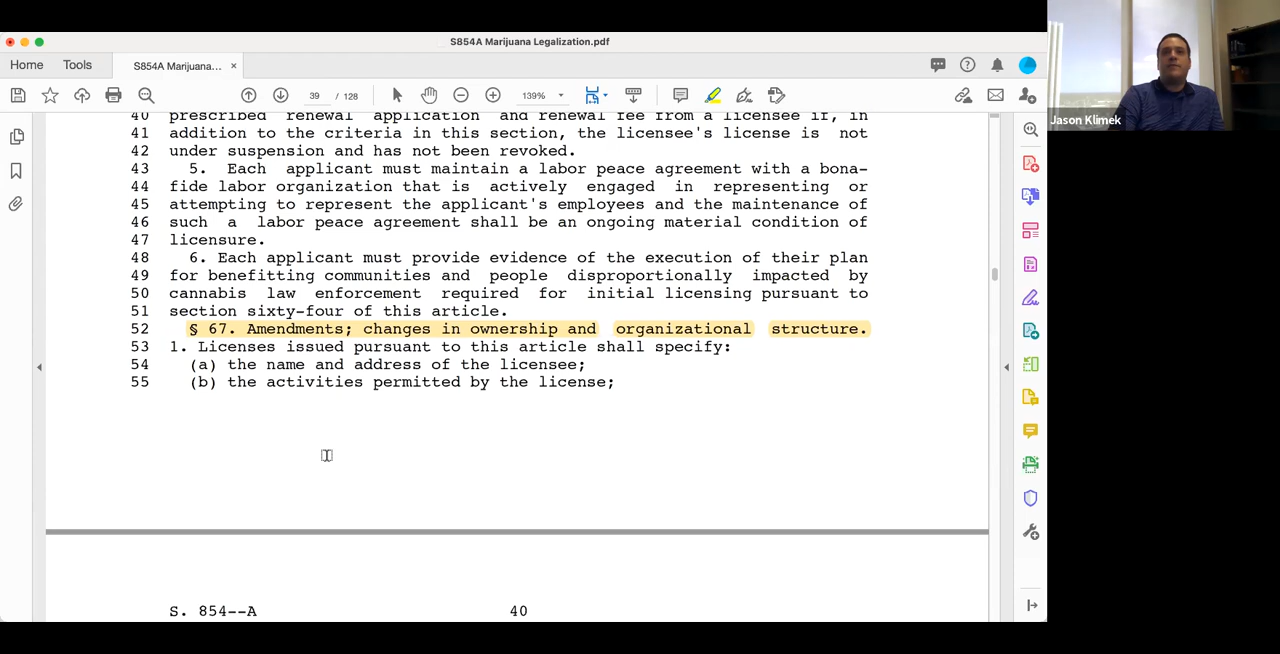 S854A Marijuana Legalization.pdf
Home Tools S854A Marijuana... ×
39 / 128 139%
40 prescribed renewal application and renewal fee from a licensee if, in
41 addition to the criteria in this section, the licensee's license is not
42 under suspension and has not been revoked.
43 5. Each applicant must maintain a labor peace agreement with a bona-
44 fide labor organization that is actively engaged in representing or
45 attempting to represent the applicant's employees and the maintenance of
46 such a labor peace agreement shall be an ongoing material condition of
47 licensure.
48 6. Each applicant must provide evidence of the execution of their plan
49 for benefitting communities and people disproportionally impacted by
50 cannabis law enforcement required for initial licensing pursuant to
51 section sixty-four of this article.
52 § 67. Amendments; changes in ownership and organizational structure.
53 1. Licenses issued pursuant to this article shall specify:
54 (a) the name and address of the licensee;
55 (b) the activities permitted by the license;
S. 854--A 40
Jason Klimek